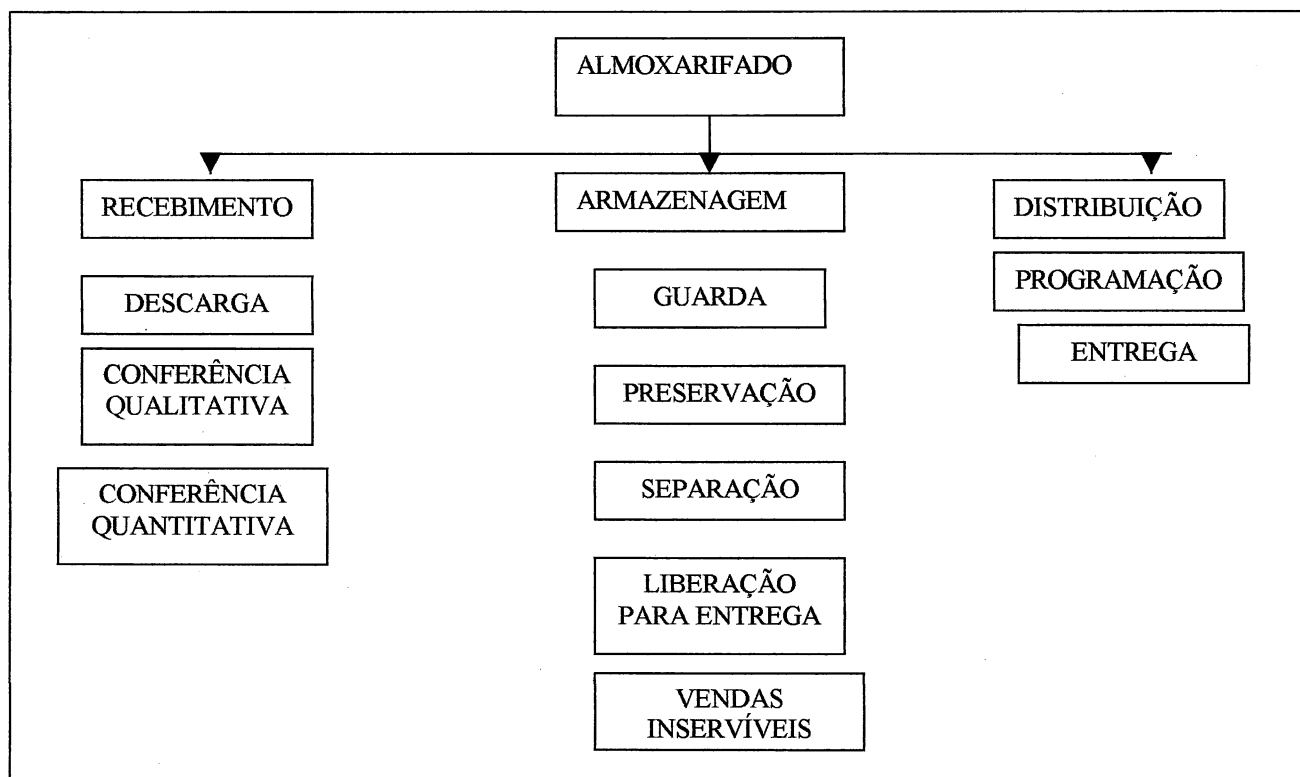 ALMOXARIFADO
RECEBIMENTO
DESCARGA
CONFERÊNCIA
QUALITATIVA
CONFERÊNCIA
QUANTITATIVA
ARMAZENAGEM
GUARDA
PRESERVAÇÃO
SEPARAÇÃO
LIBERAÇÃO
PARA ENTREGA
VENDAS
INSERVÍVEIS
DISTRIBUIÇÃO
PROGRAMAÇÃO
ENTREGA